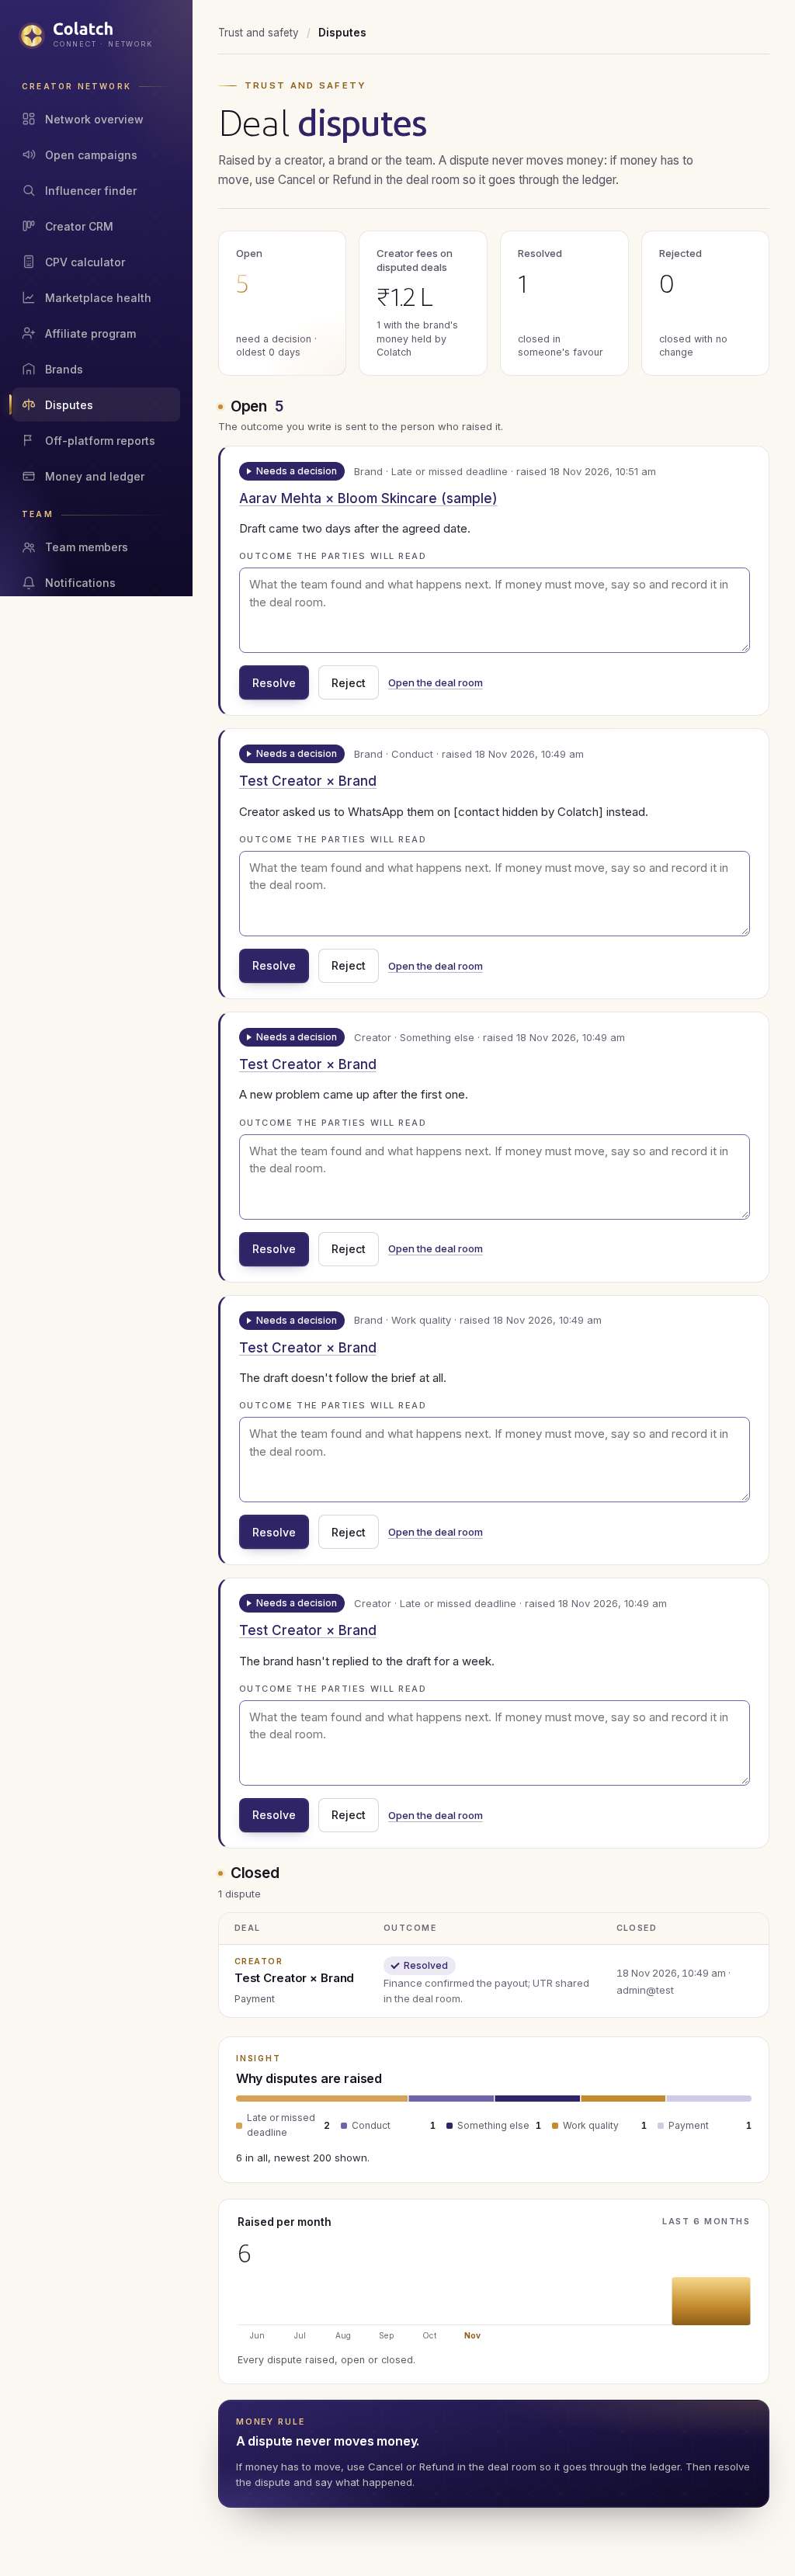 Colatch
CONNECT · NETWORK
CREATOR NETWORK
Network overview
Open campaigns
Influencer finder
Creator CRM
CPV calculator
Marketplace health
Affiliate program
Brands
Disputes
Off-platform reports
Money and ledger
TEAM
Team members
Notifications
Trust and safety / Disputes
TRUST AND SAFETY
Deal disputes
Raised by a creator, a brand or the team. A dispute never moves money: if money has to
move, use Cancel or Refund in the deal room so it goes through the ledger.
Open
5
need a decision ·
oldest 0 days
Creator fees on
disputed deals
₹1.2 L
1 with the brand's
money held by
Colatch
Resolved
1
closed in
someone's favour
Rejected
0
closed with no
change
Open 5
The outcome you write is sent to the person who raised it.
Needs a decision Brand · Late or missed deadline · raised 18 Nov 2026, 10:51 am
Aarav Mehta × Bloom Skincare (sample)
Draft came two days after the agreed date.
OUTCOME THE PARTIES WILL READ
What the team found and what happens next. If money must move, say so and record it in
the deal room.
Resolve Reject Open the deal room
Needs a decision Brand · Conduct · raised 18 Nov 2026, 10:49 am
Test Creator × Brand
Creator asked us to WhatsApp them on [contact hidden by Colatch] instead.
OUTCOME THE PARTIES WILL READ
What the team found and what happens next. If money must move, say so and record it in
the deal room.
Resolve Reject Open the deal room
Needs a decision Creator · Something else · raised 18 Nov 2026, 10:49 am
Test Creator × Brand
A new problem came up after the first one.
OUTCOME THE PARTIES WILL READ
What the team found and what happens next. If money must move, say so and record it in
the deal room.
Resolve Reject Open the deal room
Needs a decision Brand · Work quality · raised 18 Nov 2026, 10:49 am
Test Creator × Brand
The draft doesn't follow the brief at all.
OUTCOME THE PARTIES WILL READ
What the team found and what happens next. If money must move, say so and record it in
the deal room.
Resolve Reject Open the deal room
Needs a decision Creator · Late or missed deadline · raised 18 Nov 2026, 10:49 am
Test Creator × Brand
The brand hasn't replied to the draft for a week.
OUTCOME THE PARTIES WILL READ
What the team found and what happens next. If money must move, say so and record it in
the deal room.
Resolve Reject Open the deal room
Closed
1 dispute
DEAL OUTCOME CLOSED
CREATOR
Test Creator × Brand
Payment
Resolved
Finance confirmed the payout; UTR shared
in the deal room.
18 Nov 2026, 10:49 am ·
admin@test
INSIGHT
Why disputes are raised
Late or missed
deadline 2
Conduct 1
Something else 1
Work quality 1
Payment 1
6 in all, newest 200 shown.
Raised per month LAST 6 MONTHS
6
Jun Jul Aug Sep Oct Nov
Every dispute raised, open or closed.
MONEY RULE
A dispute never moves money.
If money has to move, use Cancel or Refund in the deal room so it goes through the ledger. Then resolve
the dispute and say what happened.